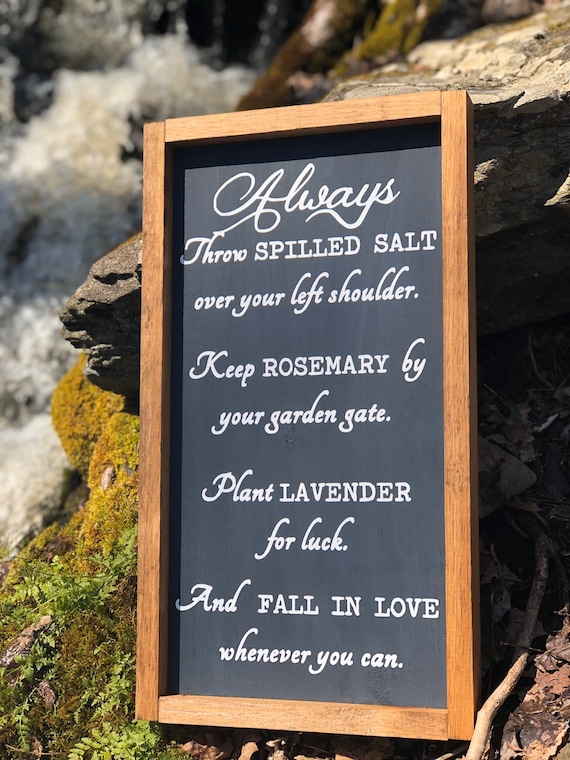 Always
Throw SPILLED SALT
over your left shoulder.
Keep ROSEMARY by
your garden gate.
Plant LAVENDER
for luck.
And FALL IN LOVE
whenever you can.